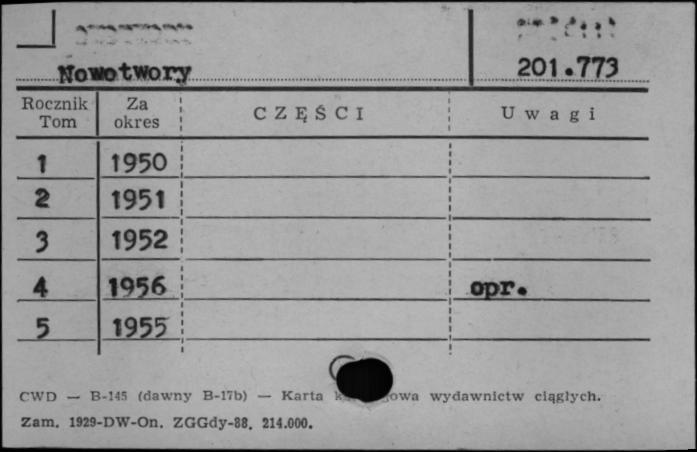 Nowotwory 201.773
Rocznik Tom Za okres CZĘŚCI Uwagi
1 1950
2 1951
3 1952
4 1956 opr.
5 1955
CWD — B-145 (dawny B-17b) — Karta wydawnictw ciągłych.
Zam. 1929-DW-On. ZGGdy-88. 214.000.